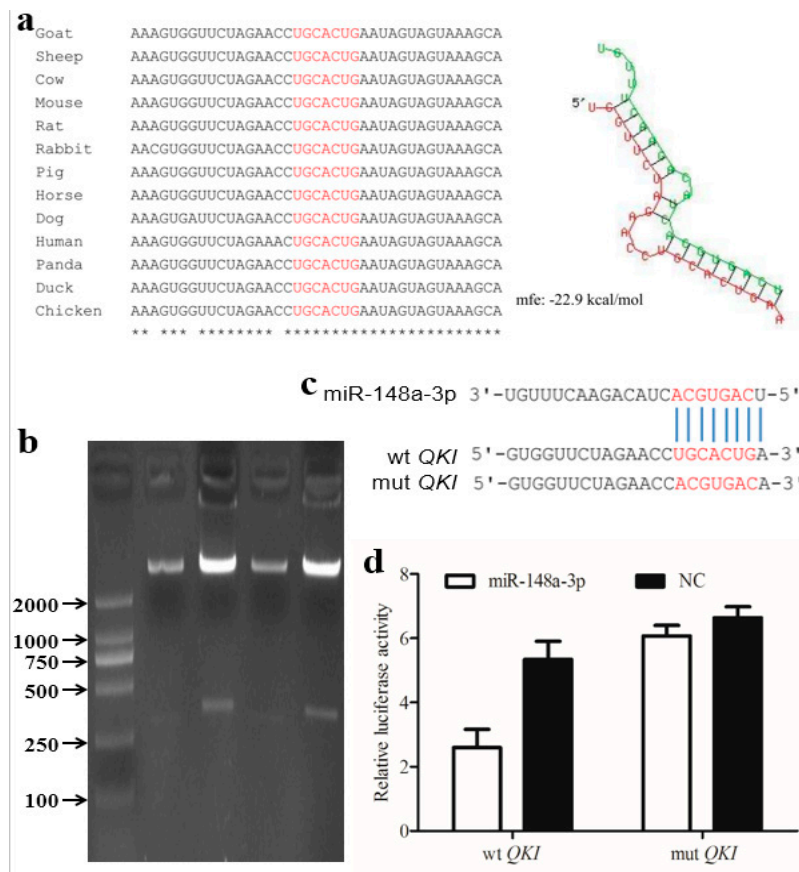 a
Goat AAAGUGGUUCUAGAACCUGCACUGAAUAGUAGUAAAGCA
Sheep AAAGUGGUUCUAGAACCUGCACUGAAUAGUAGUAAAGCA
Cow AAAGUGGUUCUAGAACCUGCACUGAAUAGUAGUAAAGCA
Mouse AAAGUGGUUCUAGAACCUGCACUGAAUAGUAGUAAAGCA
Rat AAAGUGGUUCUAGAACCUGCACUGAAUAGUAGUAAAGCA
Rabbit AACGUGGUUCUAGAACCUGCACUGAAUAGUAGUAAAGCA
Pig AAAGUGGUUCUAGAACCUGCACUGAAUAGUAGUAAAGCA
Horse AAAGUGGUUCUAGAACCUGCACUGAAUAGUAGUAAAGCA
Dog AAAGUGAUUCUAGAACCUGCACUGAAUAGUAGUAAAGCA
Human AAAGUGGUUCUAGAAACUGCACUGAAUAGUAGUAAAGCA
Panda AAAGUGGUUCUAGAACCUGCACUGAAUAGUAGUAAAGCA
Duck AAAGUGGUUCUAGAACCUGCACUGAAUAGUAGUAAAGCA
Chicken AAAGUGGUUCUAGAACCUGCACUGAAUAGUAGUAAAGCA
** *** ******** ***********************
5'
mfe: -22.9 kcal/mol
b
2000
1000
750
500
250
100
c
miR-148a-3p 3'-UGUUUCAAGACAUCACGUGACU-5'
wt QKI 5'-GUGGUUCUAGAACCUGCACUGA-3'
mut QKI 5'-GUGGUUCUAGAACCACGUGACA-3'
d
miR-148a-3p NC
Relative luciferase activity
8
6
4
2
0
wt QKI mut QKI